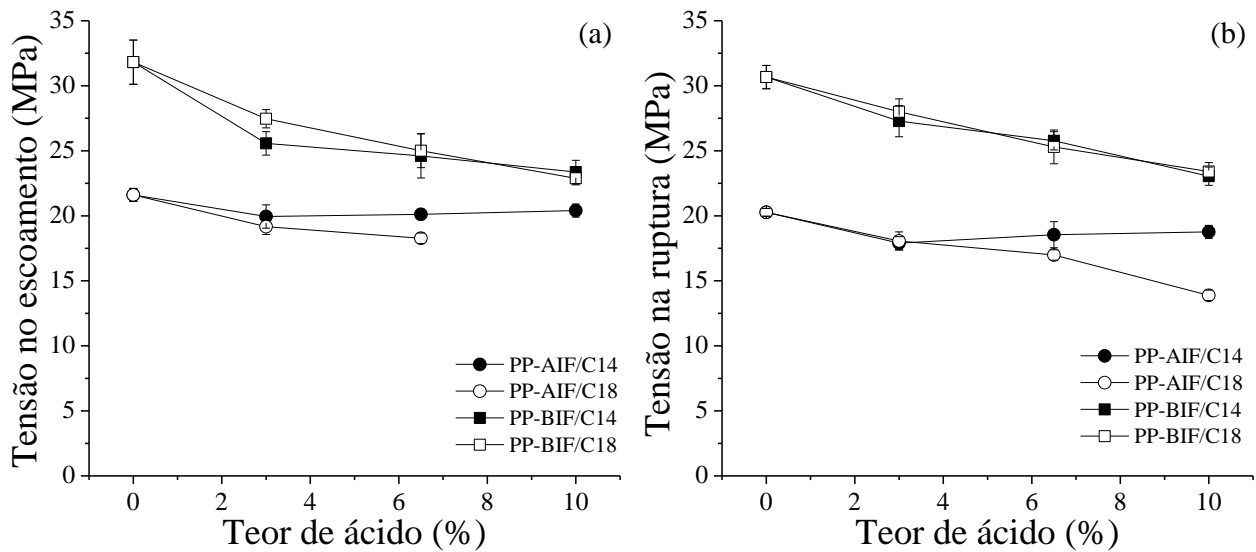 (a)
Tensão no escoamento (MPa)
35
30
25
20
15
10
5
0
PP-AIF/C14
PP-AIF/C18
PP-BIF/C14
PP-BIF/C18
0 2 4 6 8 10
Teor de ácido (%)
(b)
Tensão na ruptura (MPa)
35
30
25
20
15
10
5
0
PP-AIF/C14
PP-AIF/C18
PP-BIF/C14
PP-BIF/C18
0 2 4 6 8 10
Teor de ácido (%)